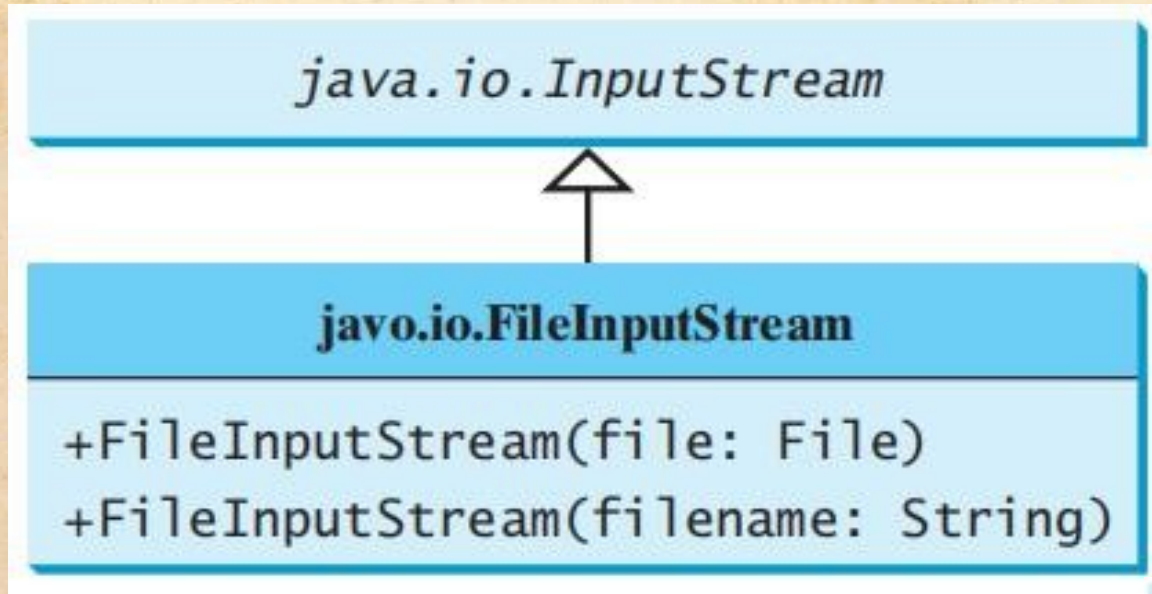 java.io.InputStream
javo.io.FileInputStream
+FileInputStream(file: File)
+FileInputStream(filename: String)